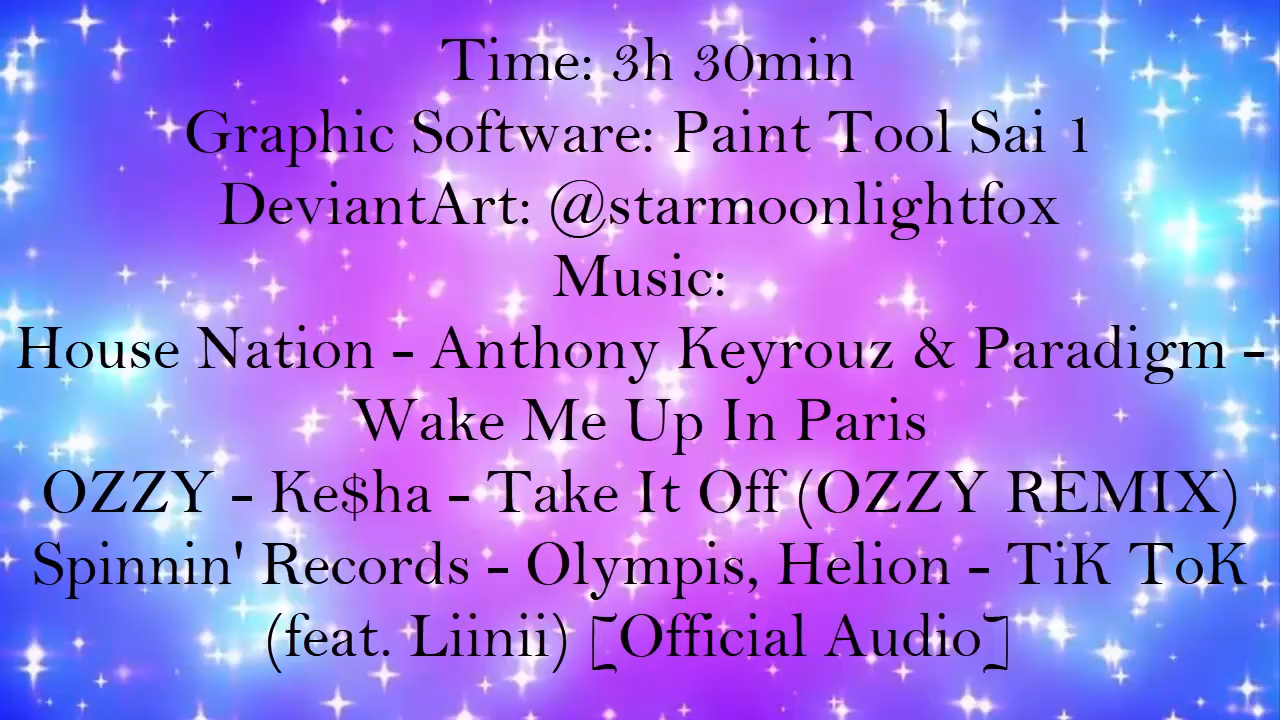 Time: 3h 30min
Graphic Software: Paint Tool Sai 1
DeviantArt: @starmoonlightfox
Music:
House Nation - Anthony Keyrouz & Paradigm -
Wake Me Up In Paris
OZZY - Ke$ha - Take It Off (OZZY REMIX)
Spinnin' Records - Olympis, Helion - TiK ToK
(feat. Liinii) [Official Audio]